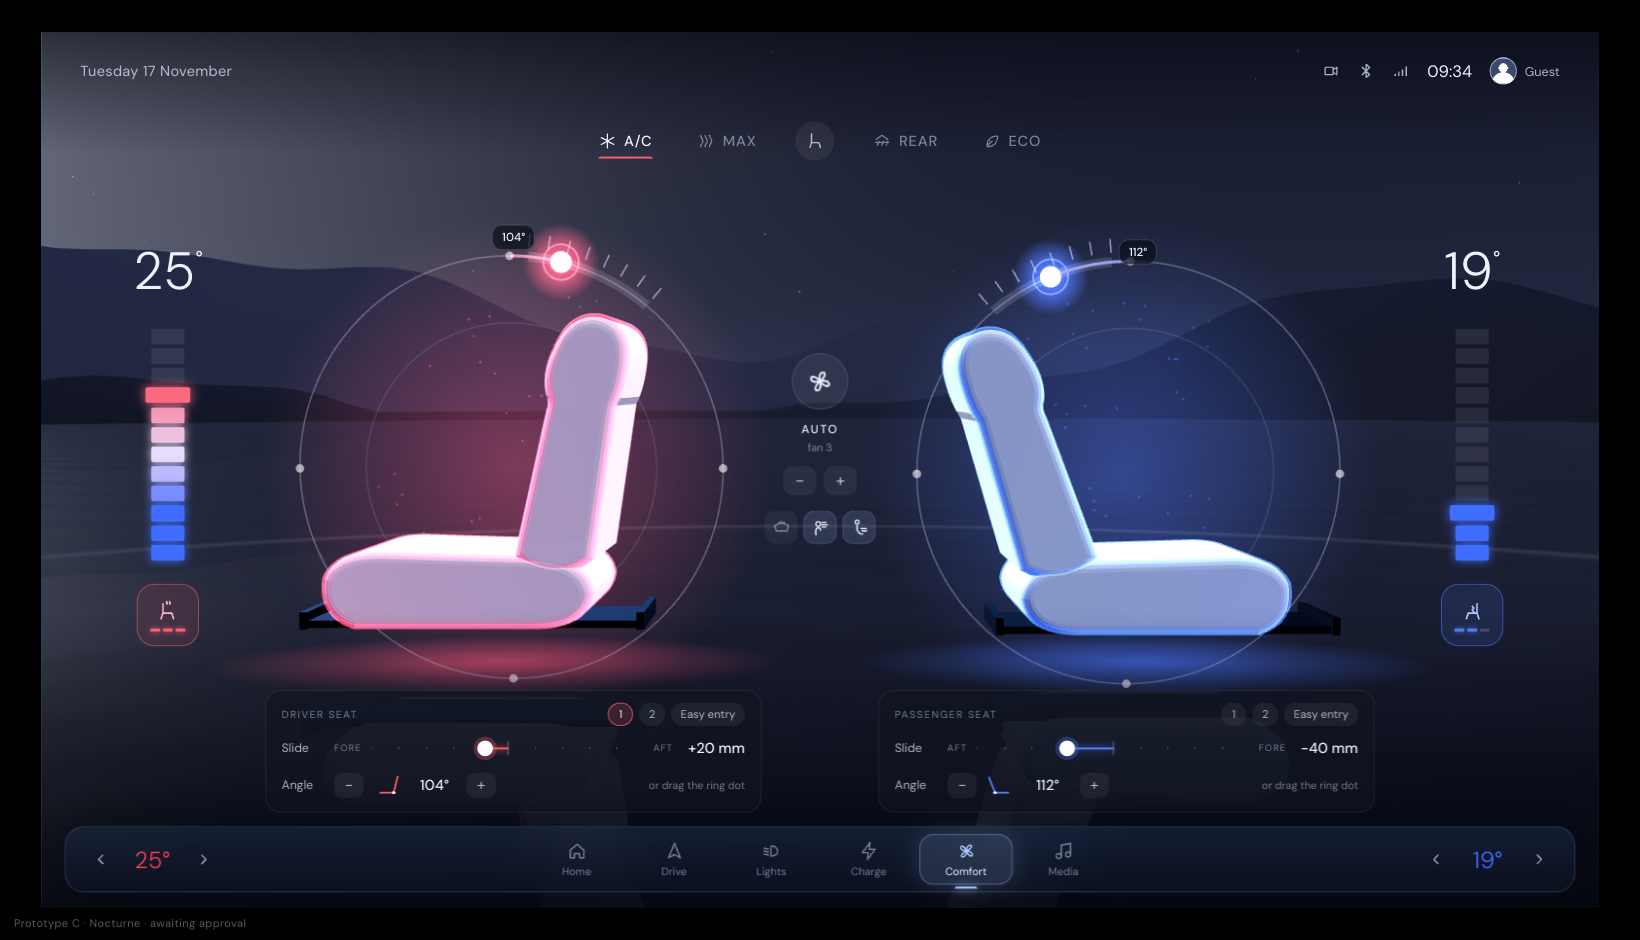 Tuesday 17 November
09:34 Guest
A/C MAX REAR ECO
104°
112°
25°
19°
AUTO
fan 3
− +
DRIVER SEAT 1 2 Easy entry
Slide FORE AFT +20 mm
Angle − 104° + or drag the ring dot
PASSENGER SEAT 1 2 Easy entry
Slide AFT FORE -40 mm
Angle − 112° + or drag the ring dot
25°
Home Drive Lights Charge Comfort Media
19°
Prototype C · Nocturne · awaiting approval